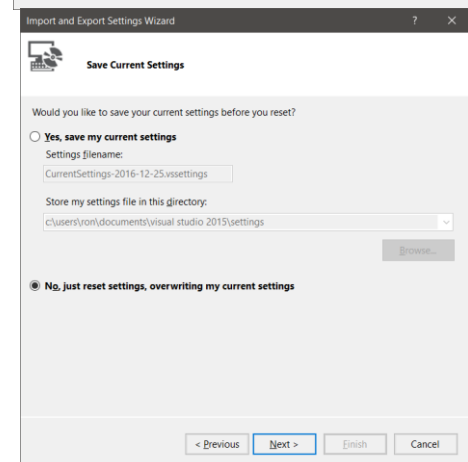 Import and Export Settings Wizard
Save Current Settings
Would you like to save your current settings before you reset?
Yes, save my current settings
Settings filename:
CurrentSettings-2016-12-25.vssettings
Store my settings file in this directory:
c:\users\ron\documents\visual studio 2015\settings
Browse...
No, just reset settings, overwriting my current settings
< Previous Next > Finish Cancel